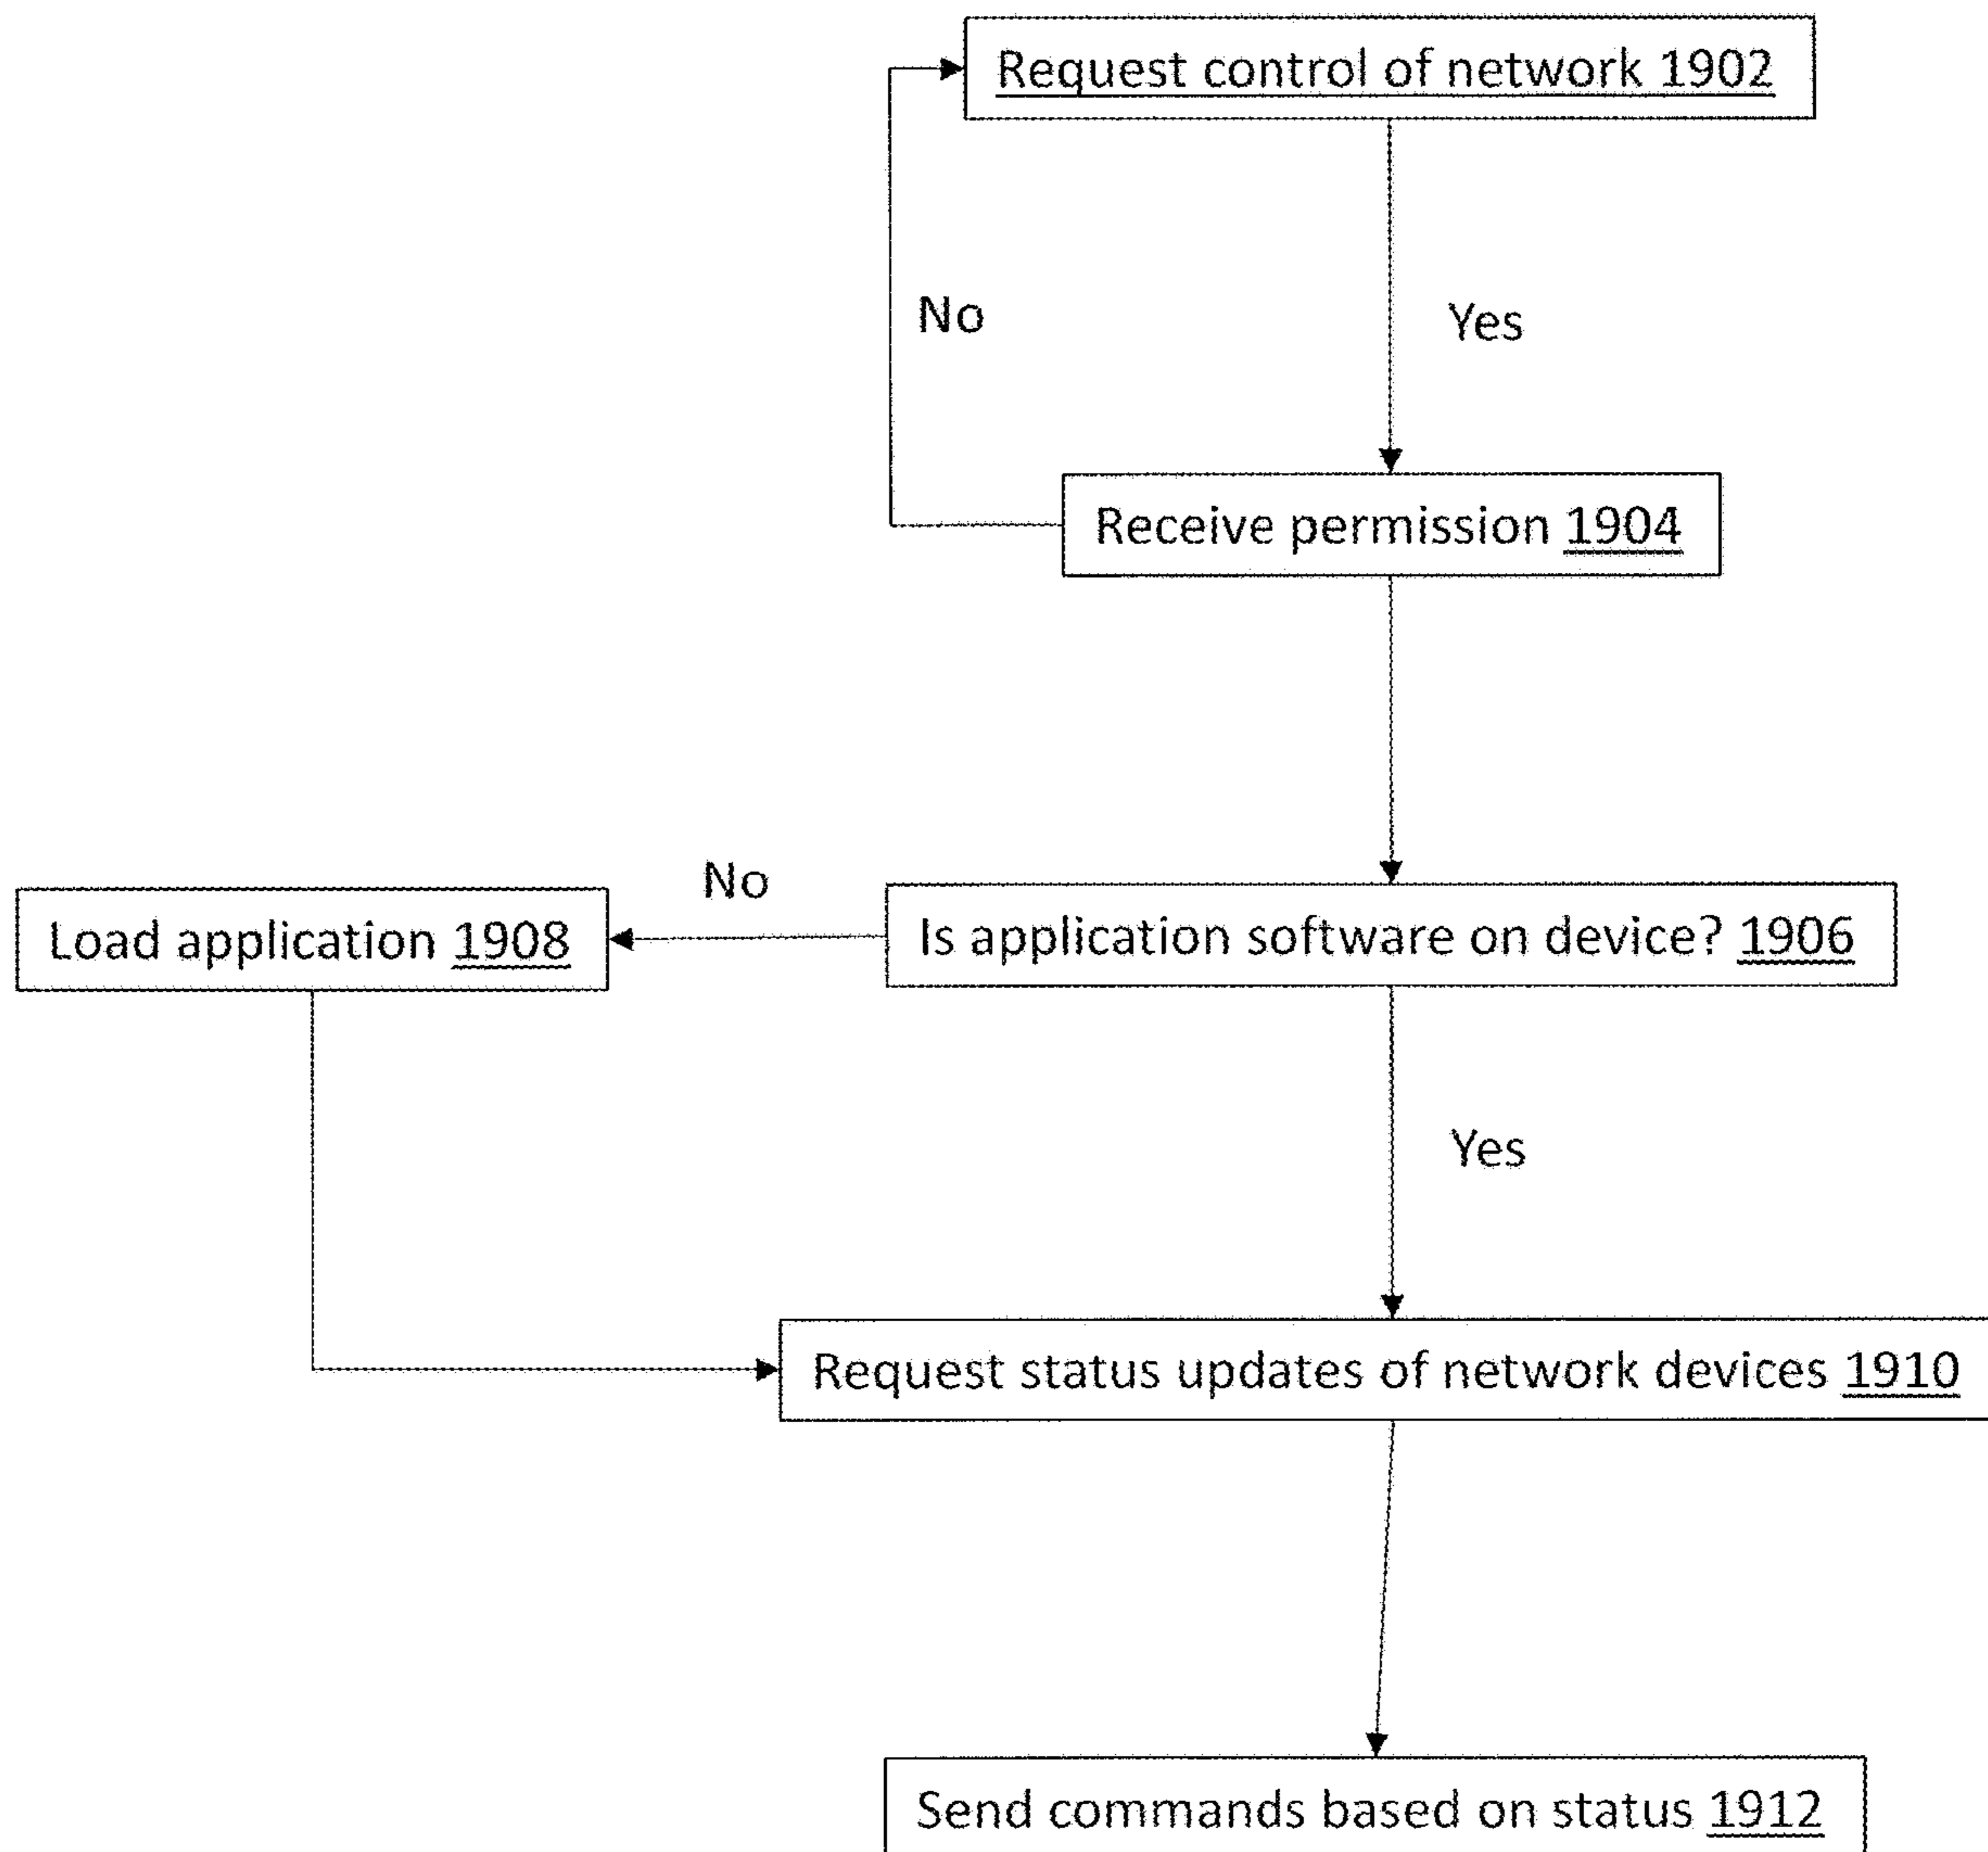 Request control of network 1902
No
Yes
Receive permission 1904
No
Load application 1908
Is application software on device? 1906
Yes
Request status updates of network devices 1910
Send commands based on status 1912